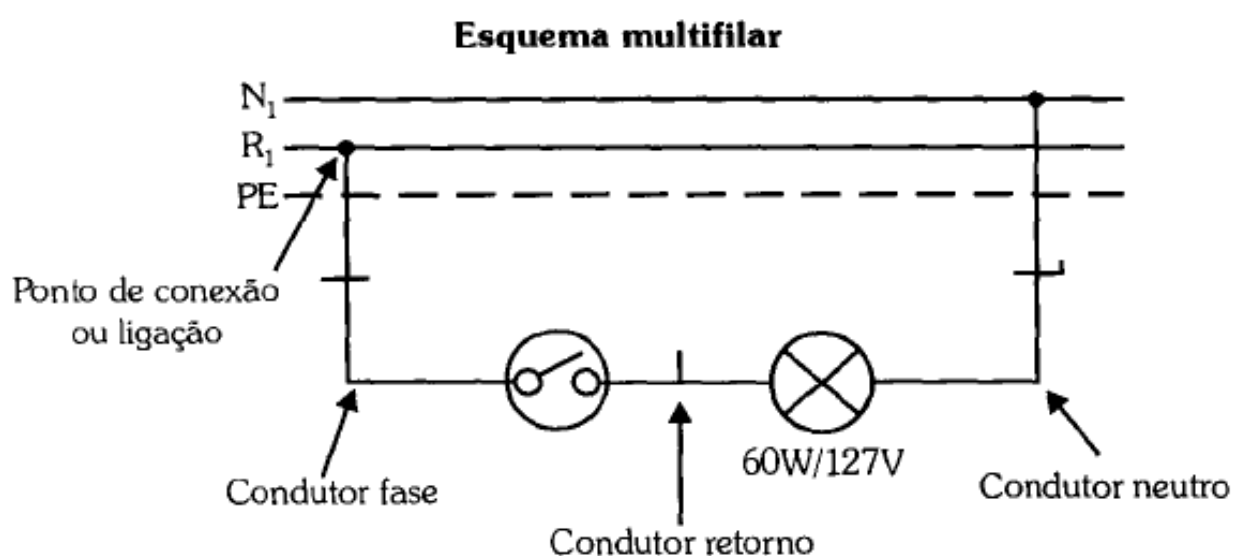 Esquema multifilar
N₁
R₁
PE
Ponto de conexão
ou ligação
60W/127V
Condutor fase
Condutor neutro
Condutor retorno